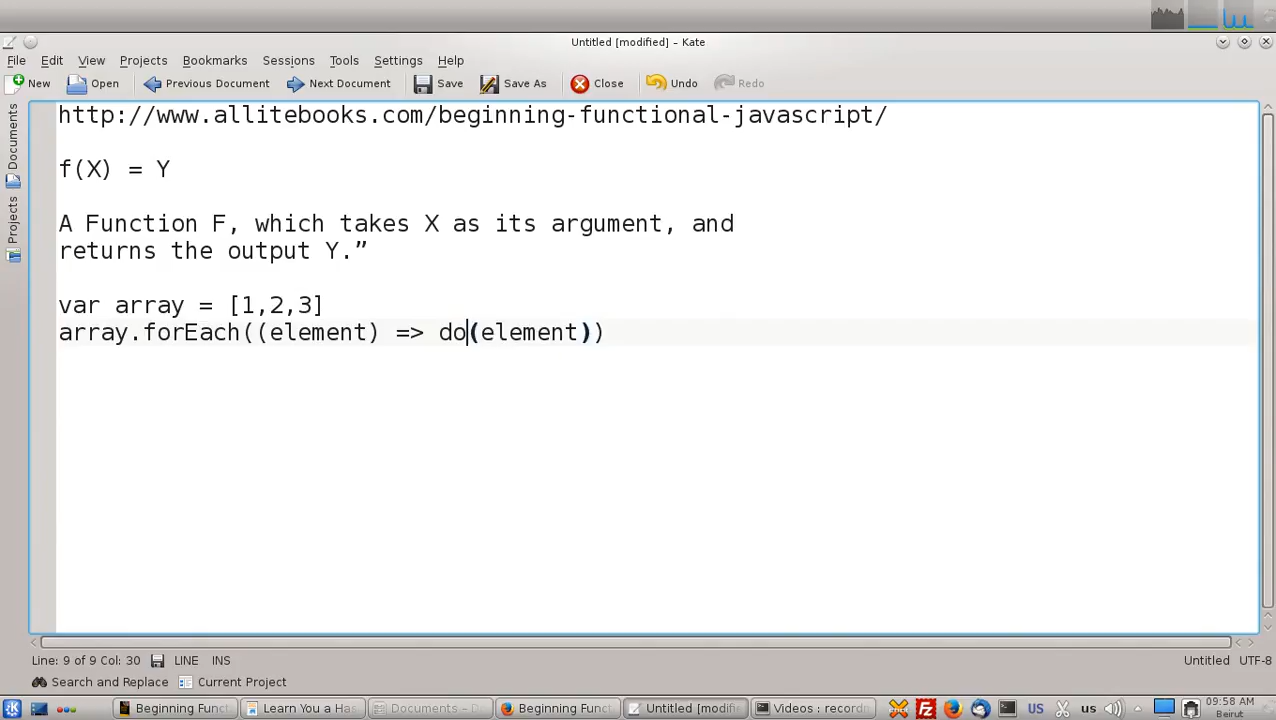 Untitled [modified] – Kate
File Edit View Projects Bookmarks Sessions Tools Settings Help
New Open Previous Document Next Document Save Save As Close Undo Redo
Documents
Projects
http://www.allitebooks.com/beginning-functional-javascript/
f(X) = Y
A Function F, which takes X as its argument, and
returns the output Y.”
var array = [1,2,3]
array.forEach((element) => do(element))
Line: 9 of 9 Col: 30 LINE INS Untitled UTF-8
Search and Replace Current Project
Beginning Funct Learn You a Has Documents Beginning Func Untitled [modifi Videos : recordi US us 09:58 AM
Beirut